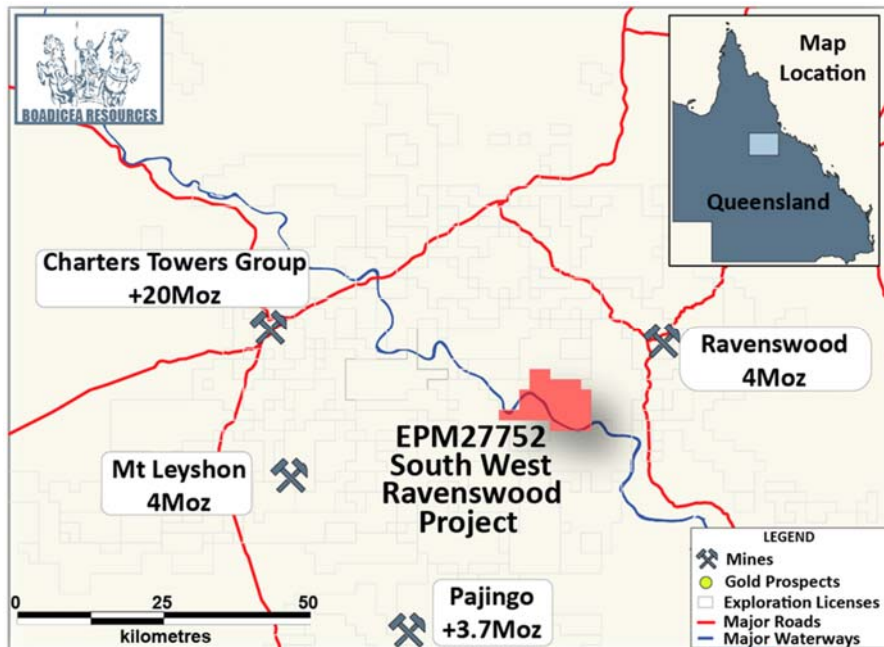 BOADICEA RESOURCES
Map
Location
Queensland
Charters Towers Group
+20Moz
Ravenswood
4Moz
EPM27752
South West
Ravenswood
Project
Mt Leyshon
4Moz
Pajingo
+3.7Moz
0 25 50
kilometres
LEGEND
Mines
Gold Prospects
Exploration Licenses
Major Roads
Major Waterways